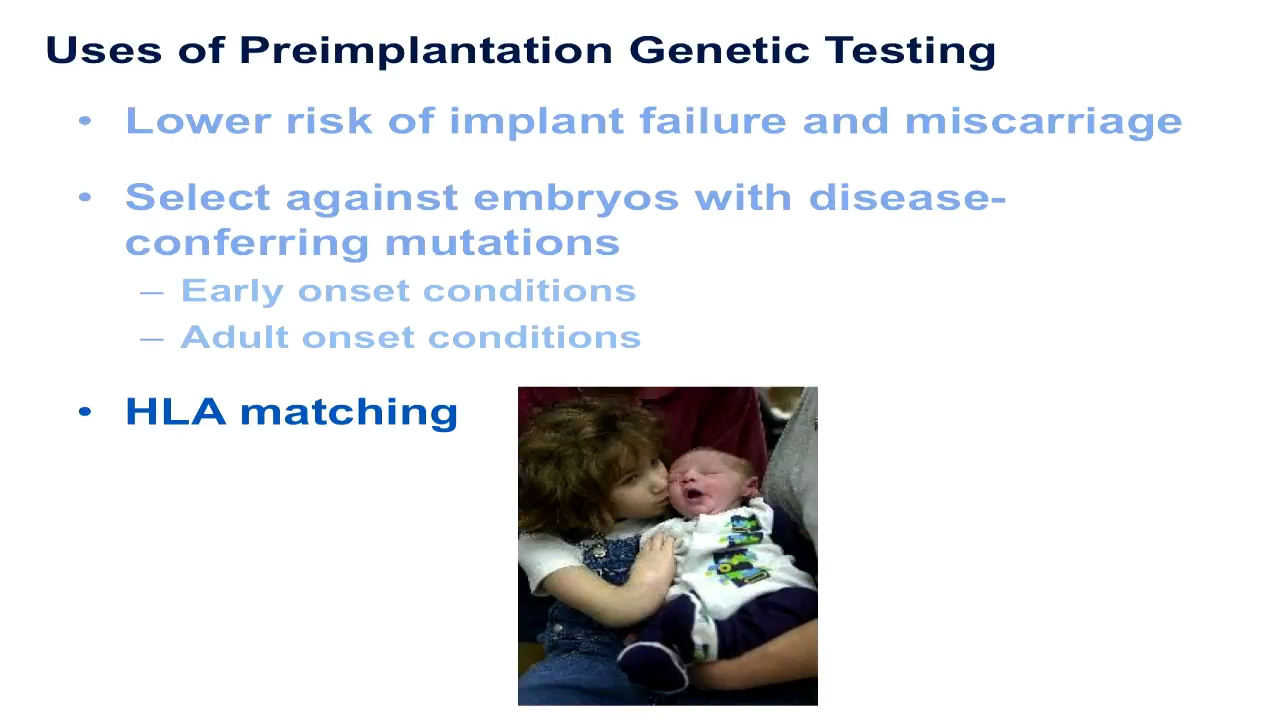 Uses of Preimplantation Genetic Testing
• Lower risk of implant failure and miscarriage
• Select against embryos with disease-
conferring mutations
– Early onset conditions
– Adult onset conditions
• HLA matching